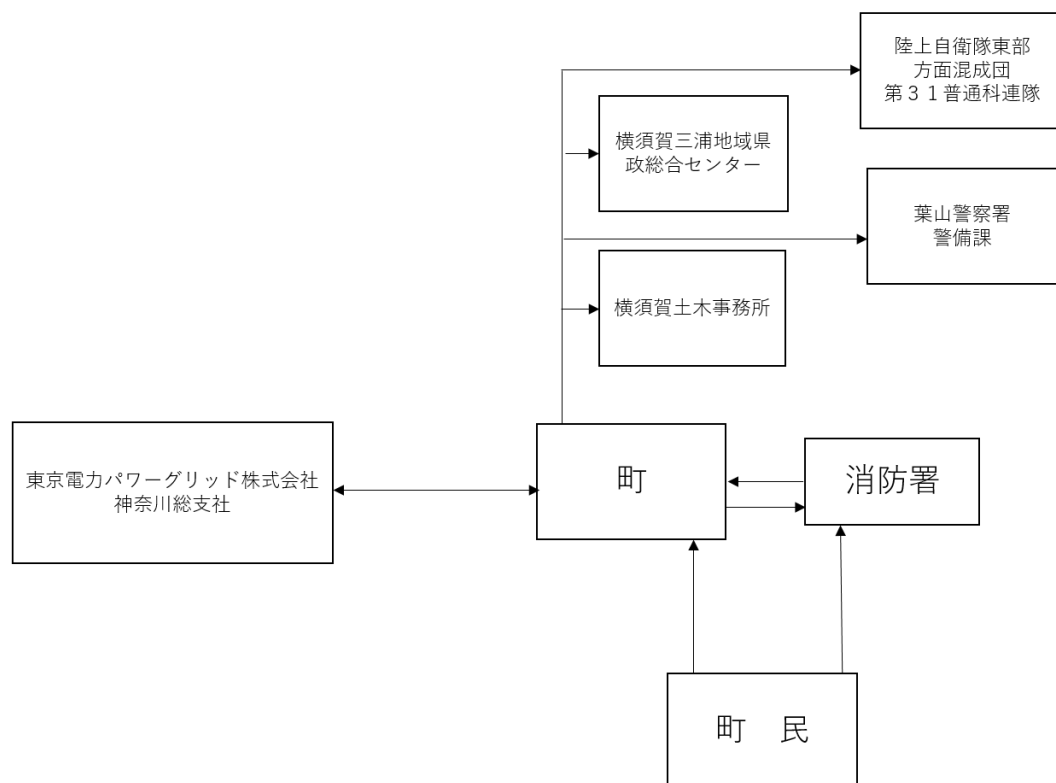 陸上自衛隊東部
方面混成団
第３１普通科連隊
横須賀三浦地域県
政総合センター
葉山警察署
警備課
横須賀土木事務所
東京電力パワーグリッド株式会社
神奈川総支社
町
消防署
町　民